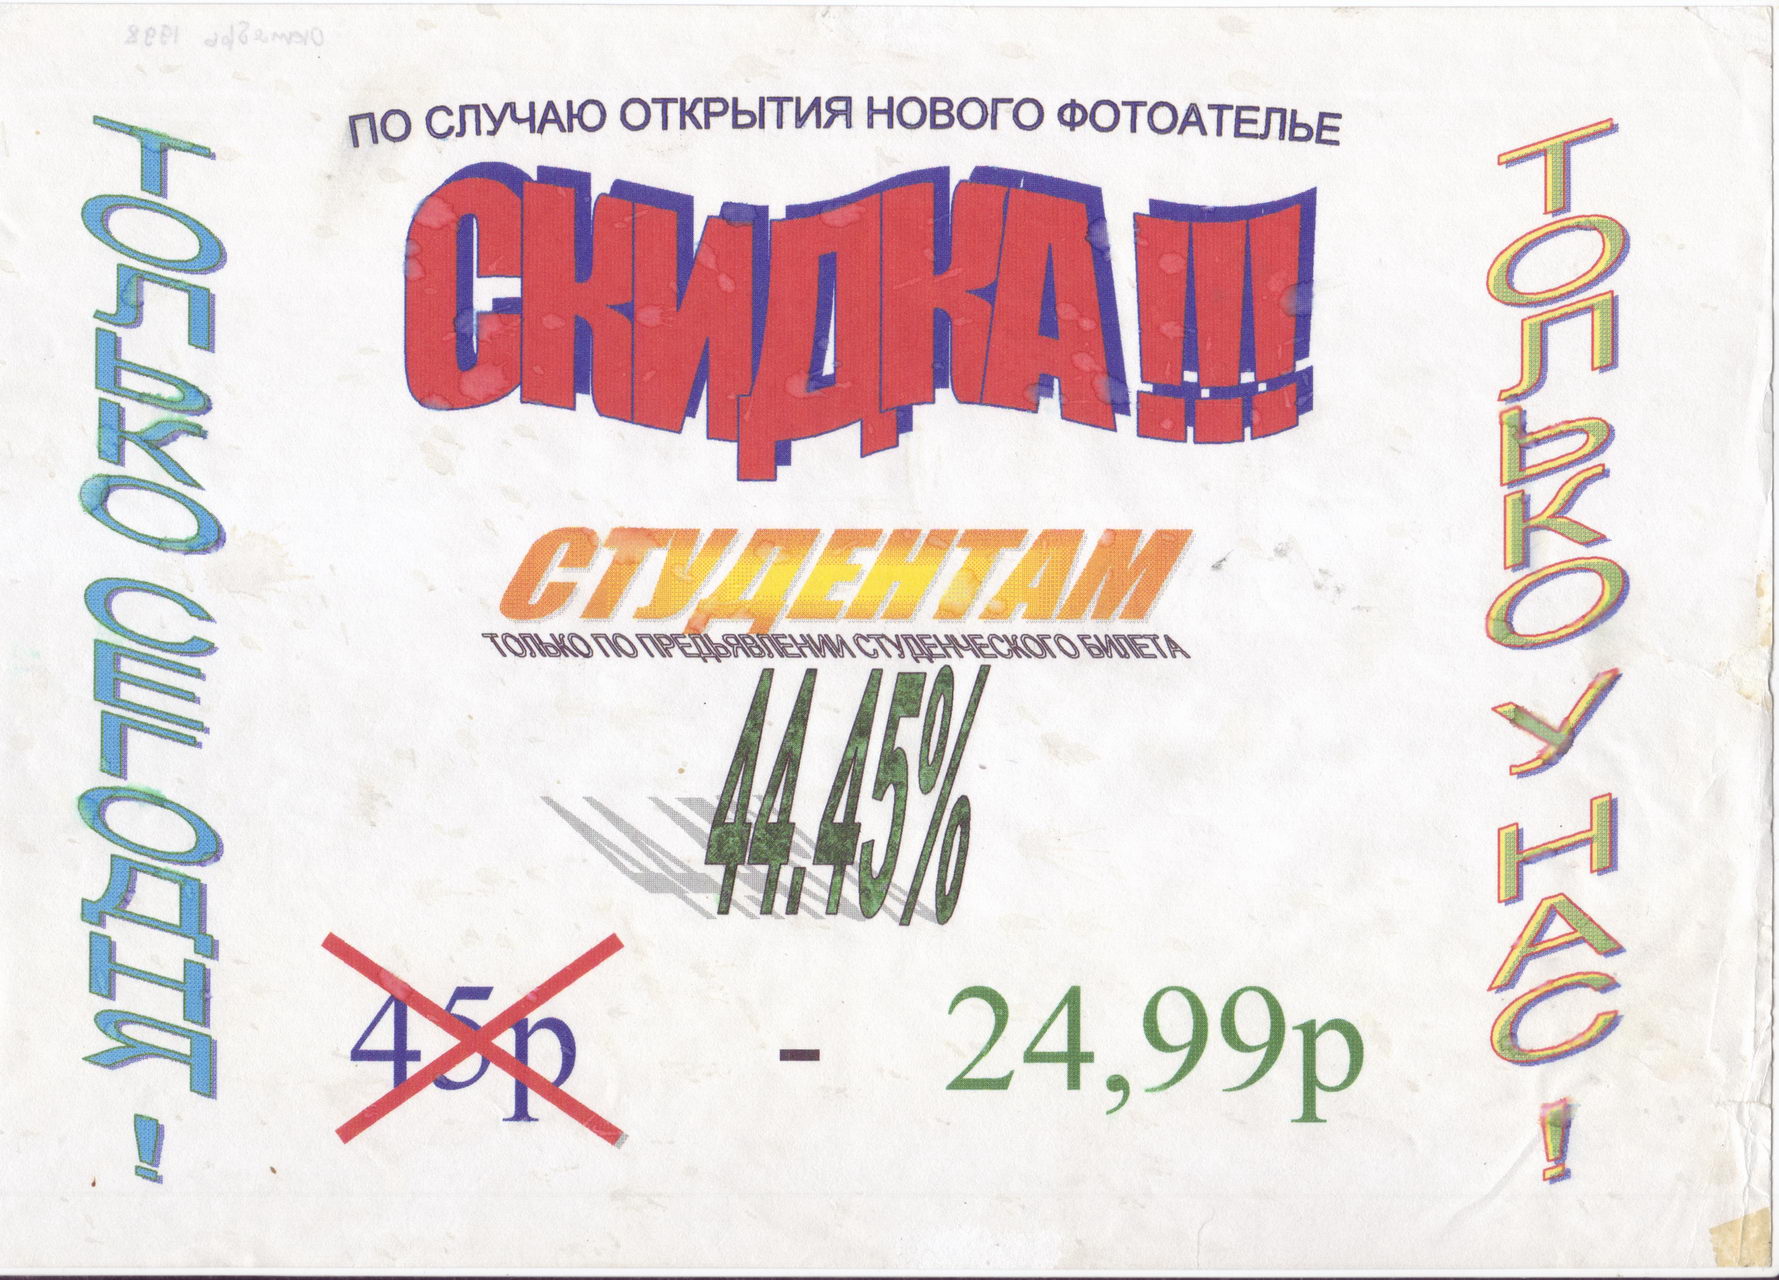 октябрь 1998
ПО СЛУЧАЮ ОТКРЫТИЯ НОВОГО ФОТОАТЕЛЬЕ
СКИДКА!!!
СТУДЕНТАМ
ТОЛЬКО ПО ПРЕДЬЯВЛЕНИИ СТУДЕНЧЕСКОГО БИЛЕТА
44.45%
45р - 24,99р
ТОЛЬКО СЕГОДНЯ!
ТОЛЬКО У НАС!